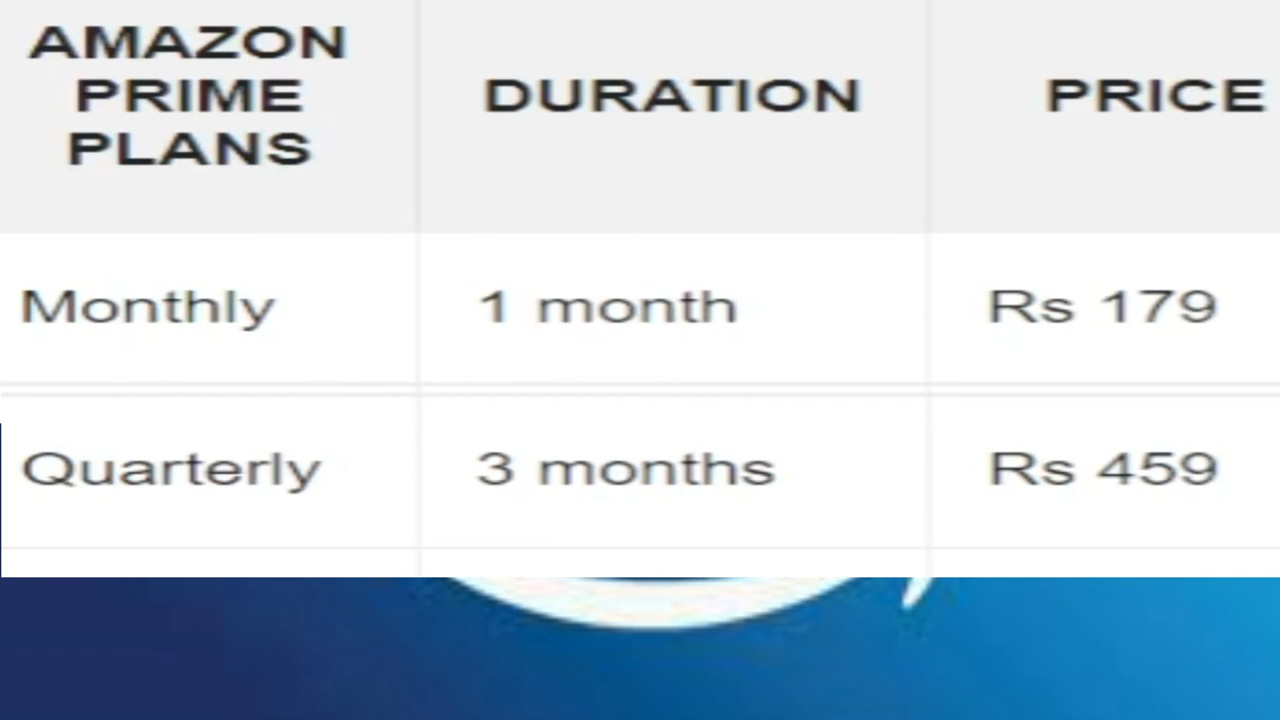 AMAZON
PRIME
PLANS
DURATION
PRICE
Monthly 1 month Rs 179
Quarterly 3 months Rs 459